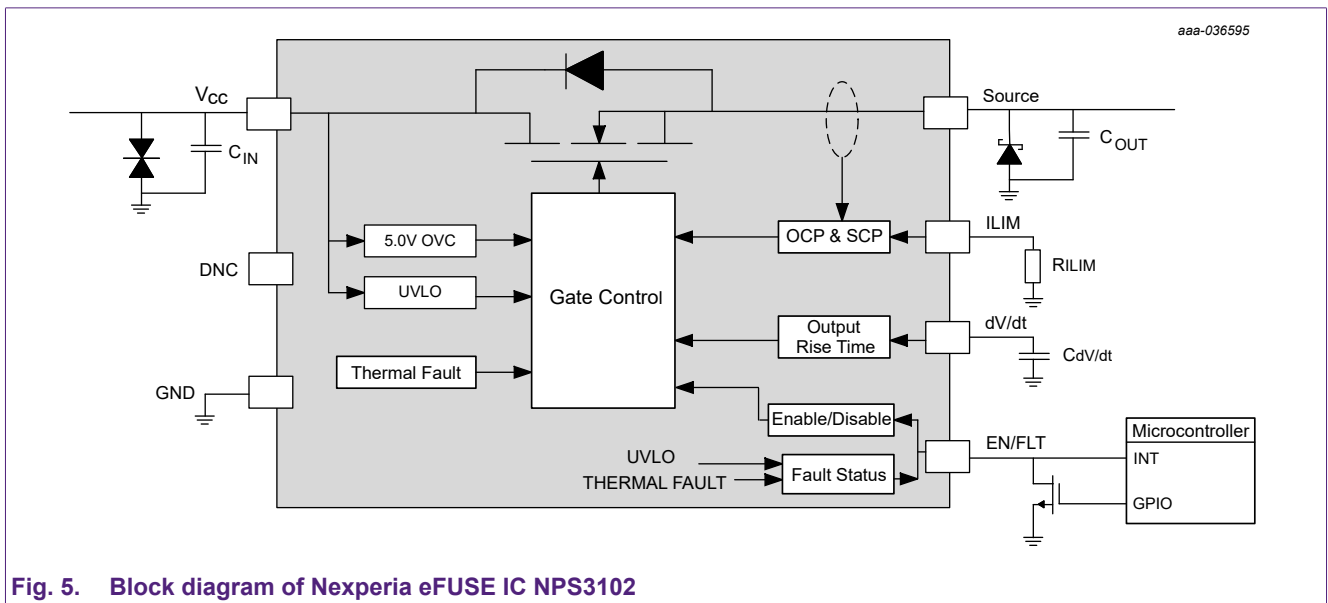 aaa-036595
VCC
CIN
Source
COUT
5.0V OVC
UVLO
Thermal Fault
Gate Control
OCP & SCP
ILIM
RILIM
DNC
Output
Rise Time
dV/dt
CdV/dt
GND
Enable/Disable
UVLO
THERMAL FAULT
Fault Status
EN/FLT
Microcontroller
INT
GPIO
Fig. 5. Block diagram of Nexperia eFUSE IC NPS3102